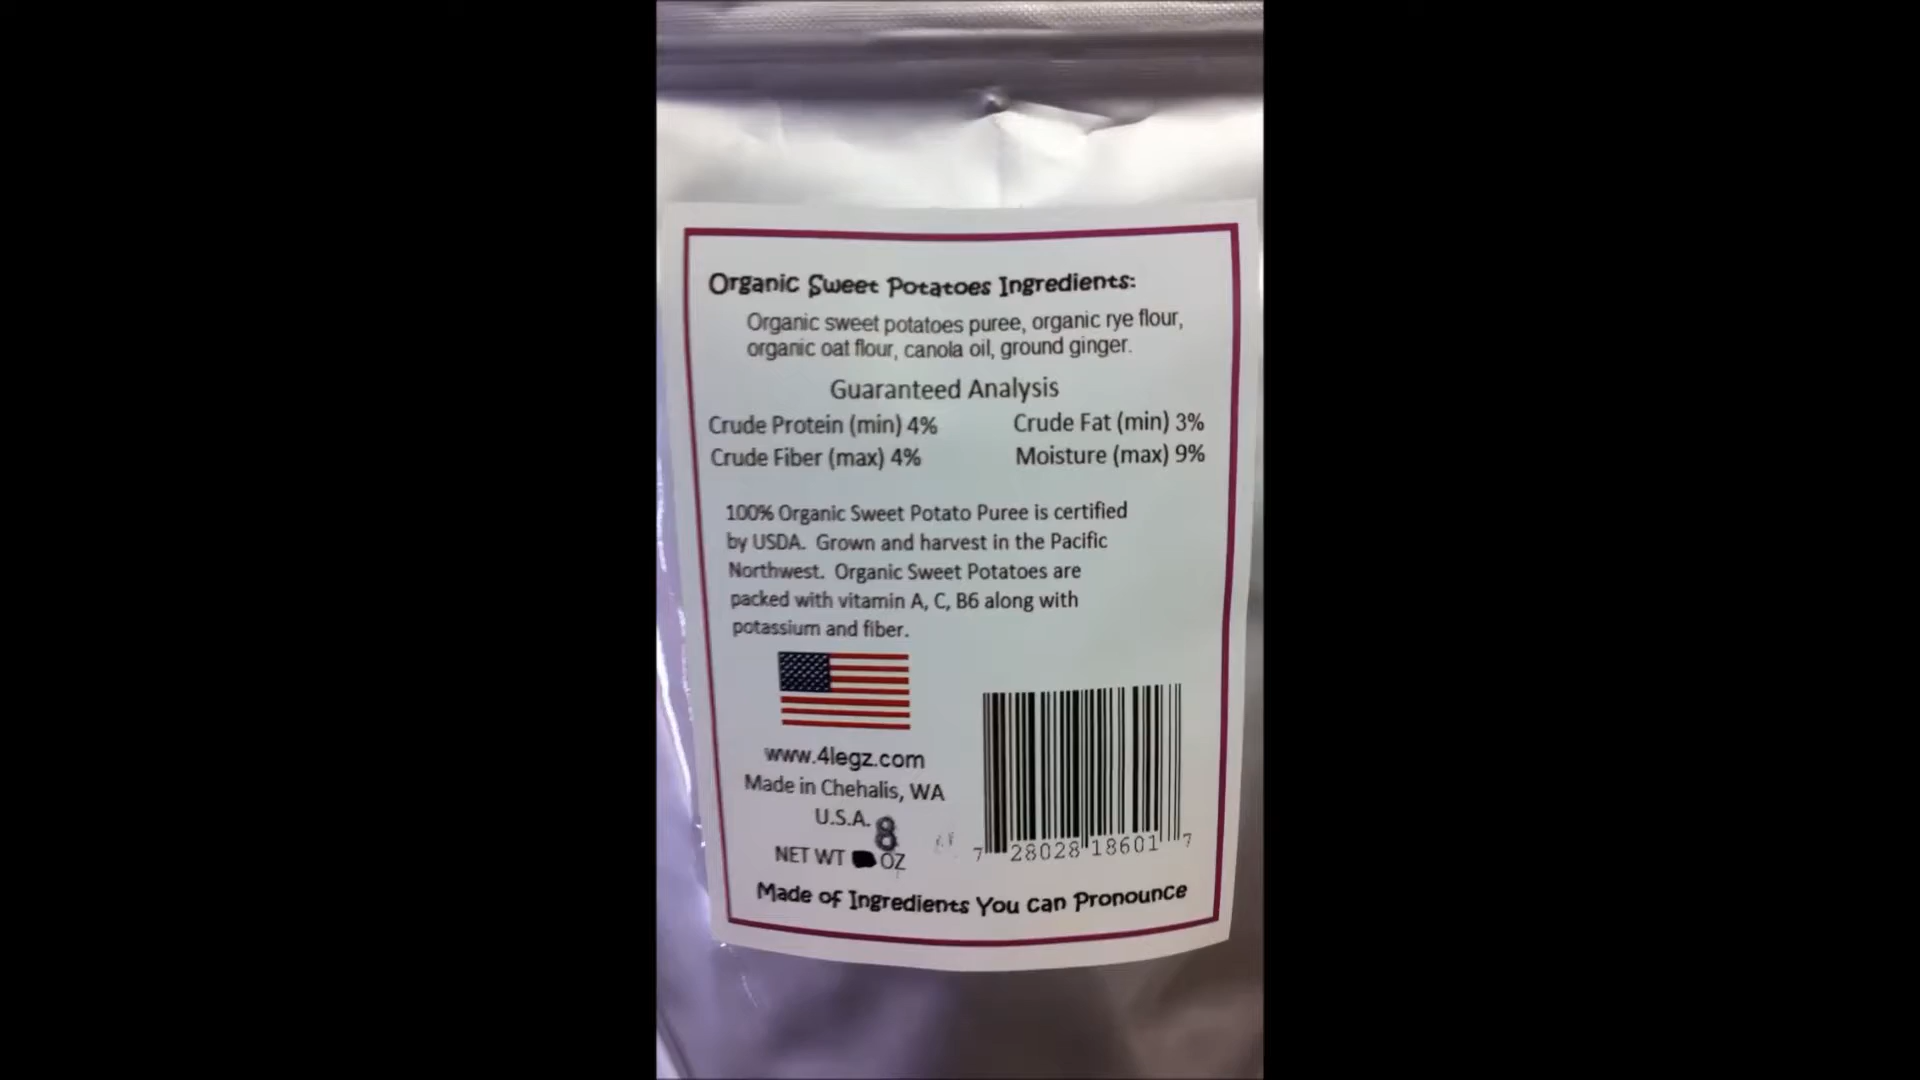 Organic Sweet Potatoes Ingredients:
Organic sweet potatoes puree, organic rye flour,
organic oat flour, canola oil, ground ginger.
Guaranteed Analysis
Crude Protein (min) 4% Crude Fat (min) 3%
Crude Fiber (max) 4% Moisture (max) 9%
100% Organic Sweet Potato Puree is certified
by USDA. Grown and harvest in the Pacific
Northwest. Organic Sweet Potatoes are
packed with vitamin A, C, B6 along with
potassium and fiber.
www.4legz.com
Made in Chehalis, WA
U.S.A.
8
NET WT OZ
7 28028 18601 7
Made of Ingredients You can Pronounce